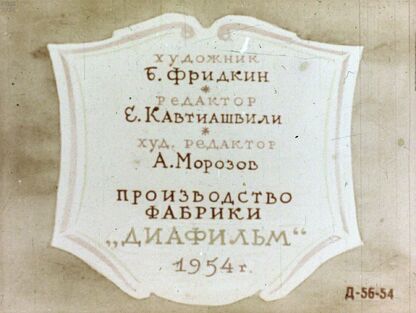 художник
Б. Фридкин
*
редактор
Е. Кавтиашвили
*
худ. редактор
А. Морозов
ПРОИЗВОДСТВО
ФАБРИКИ
„ДИАФИЛЬМ“
1954 г.
Д-56-54